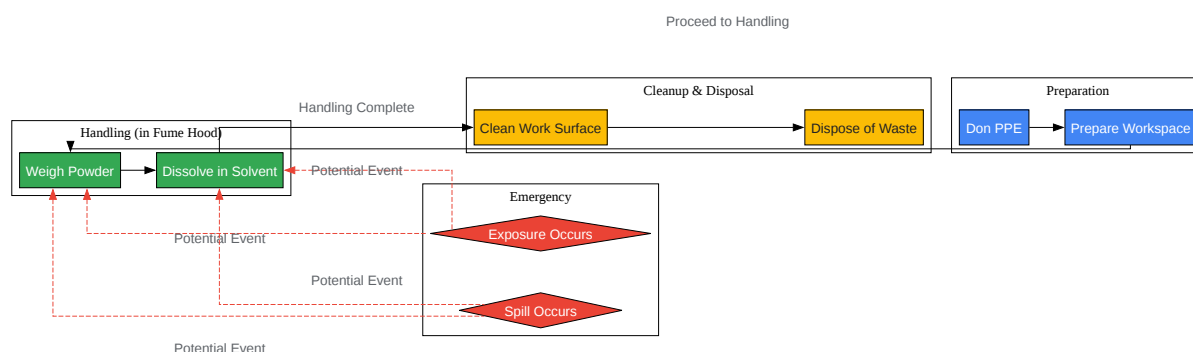 Proceed to Handling
Cleanup & Disposal
Preparation
Handling Complete
Clean Work Surface
Dispose of Waste
Don PPE
Prepare Workspace
Handling (in Fume Hood)
Weigh Powder
Dissolve in Solvent
Potential Event
Emergency
Exposure Occurs
Potential Event
Potential Event
Spill Occurs
Potential Event